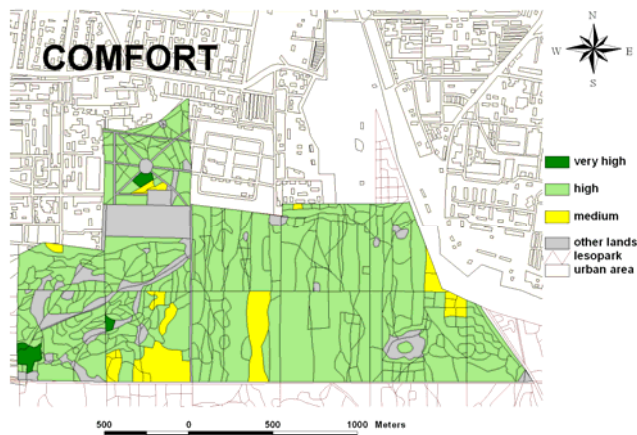 COMFORT
N
W E
S
very high
high
medium
other lands
lesopark
urban area
500 0 500 1000 Meters